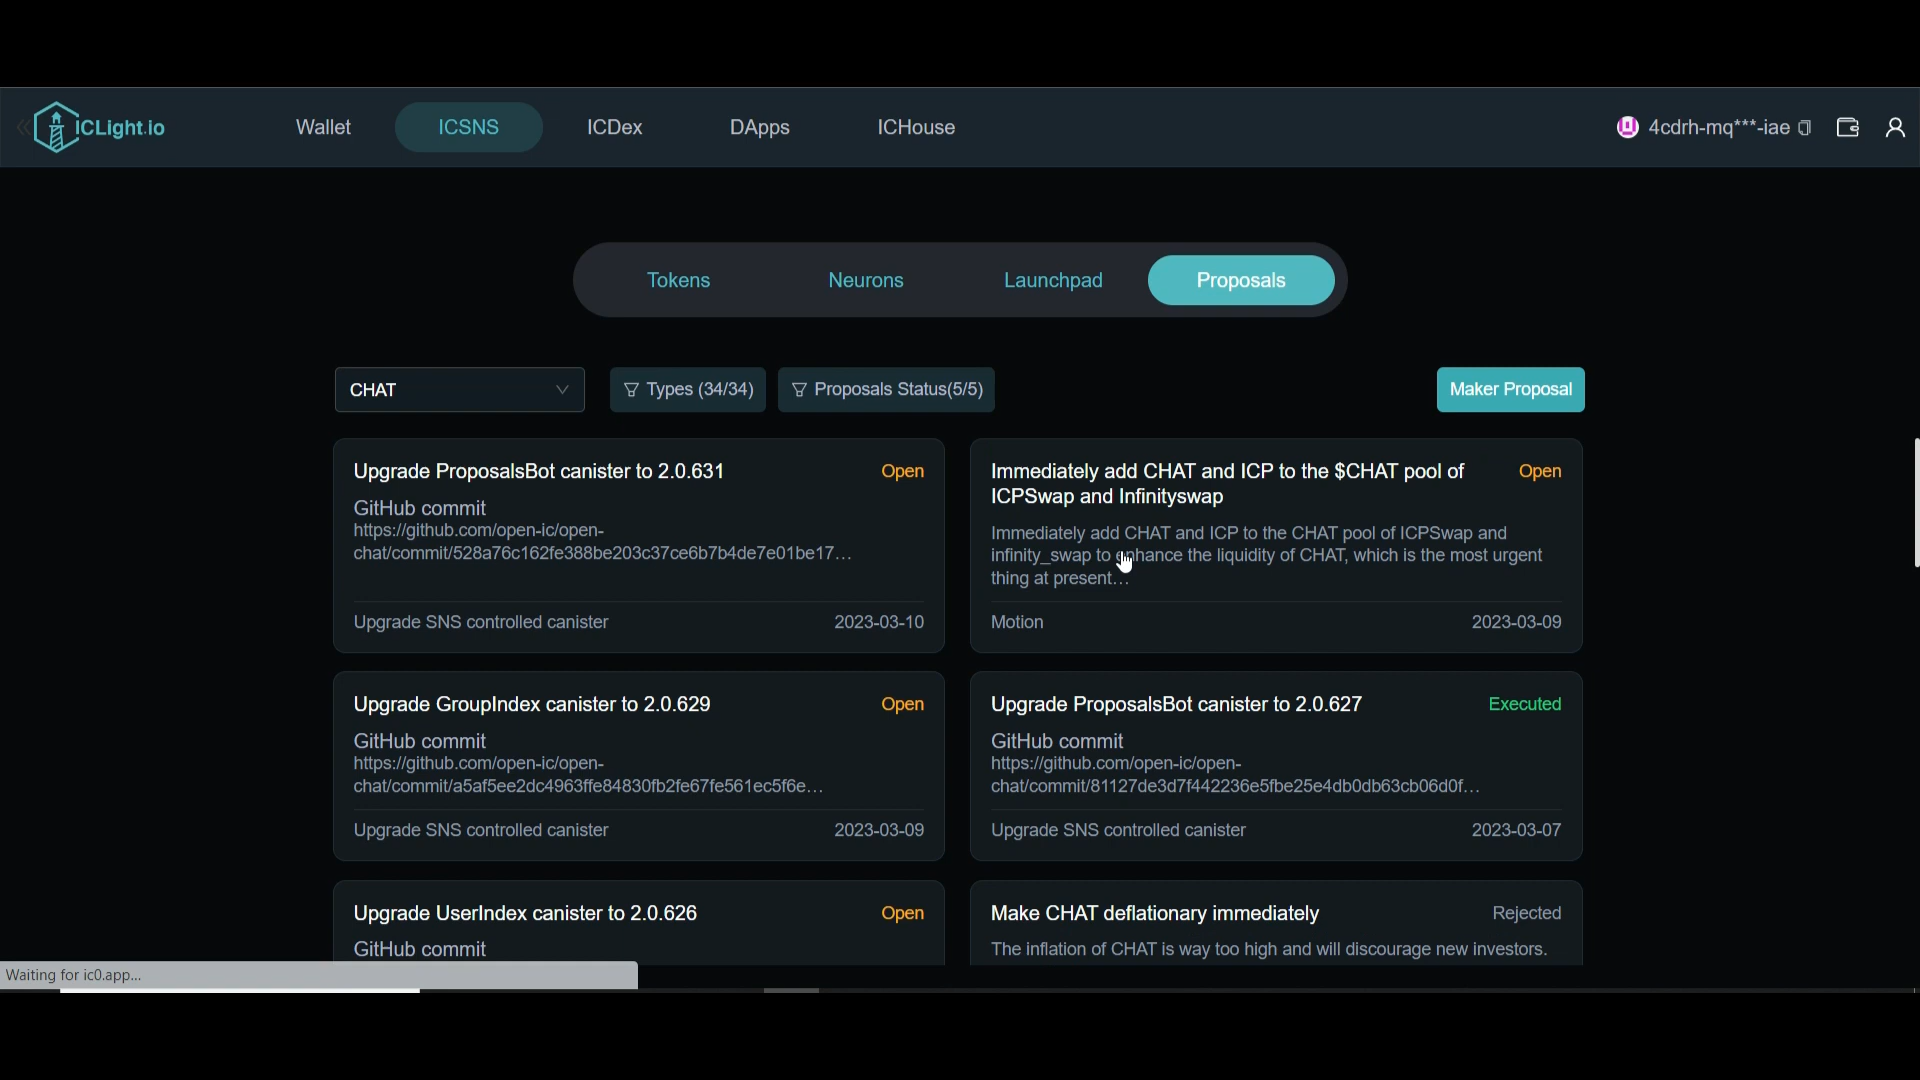 ICLight.io
Wallet
ICSNS
ICDex
DApps
ICHouse
4cdrh-mq***-iae
Tokens
Neurons
Launchpad
Proposals
CHAT
Types (34/34)
Proposals Status(5/5)
Maker Proposal
Upgrade ProposalsBot canister to 2.0.631
Open
GitHub commit
https://github.com/open-ic/open-
chat/commit/528a76c162fe388be203c37ce6b7b4de7e01be17...
Upgrade SNS controlled canister
2023-03-10
Immediately add CHAT and ICP to the $CHAT pool of
Open
ICPSwap and Infinityswap
Immediately add CHAT and ICP to the CHAT pool of ICPSwap and
infinity_swap to enhance the liquidity of CHAT, which is the most urgent
thing at present...
Motion
2023-03-09
Upgrade GroupIndex canister to 2.0.629
Open
GitHub commit
https://github.com/open-ic/open-
chat/commit/a5af5ee2dc4963ffe84830fb2fe67fe561ec5f6e...
Upgrade SNS controlled canister
2023-03-09
Upgrade ProposalsBot canister to 2.0.627
Executed
GitHub commit
https://github.com/open-ic/open-
chat/commit/81127de3d7f442236e5fbe25e4db0db63cb06d0f...
Upgrade SNS controlled canister
2023-03-07
Upgrade UserIndex canister to 2.0.626
Open
GitHub commit
Make CHAT deflationary immediately
Rejected
The inflation of CHAT is way too high and will discourage new investors.
Waiting for ic0.app...